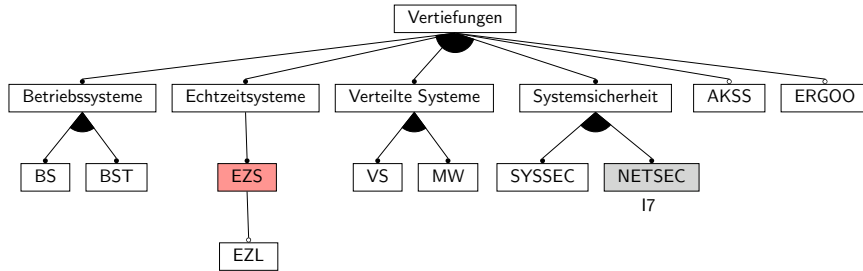 Vertiefungen
Betriebssysteme Echtzeitsysteme Verteilte Systeme Systemsicherheit AKSS ERGOO
BS BST EZS VS MW SYSSEC NETSEC
I7
EZL